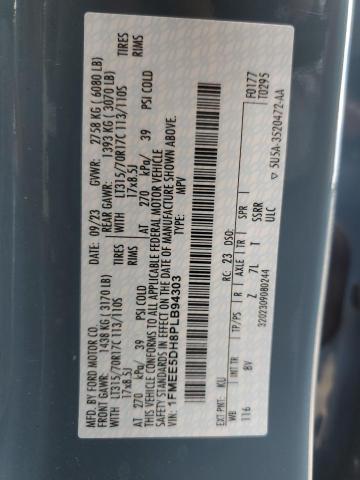 MFD. BY FORD MOTOR CO.
09/23 GVWR: 2758 KG ( 6080 LB)
FRONT GAWR: 1438 KG ( 3170 LB)
REAR GAWR: 1393 KG ( 3070 LB)
WITH LT315/70R17C 113/110S TIRES
WITH LT315/70R17C 113/110S TIRES
17x8.5J RIMS
17x8.5J RIMS
AT 270 kPa/ 39 PSI COLD
AT 270 kPa/ 39 PSI COLD
THIS VEHICLE CONFORMS TO ALL APPLICABLE FEDERAL MOTOR VEHICLE
SAFETY STANDARDS IN EFFECT ON THE DATE OF MANUFACTURE SHOWN ABOVE.
VIN: 1FMEE5DH8PLB94303
TYPE: MPV
F0177
T0295
EXT PNT: KU RC: 23 DSO:
WB INT TR TP/PS R AXLE TR SPR
116 8V Z 7L T SSRR
ULC
3202309080244
5U5A-3520472-AA